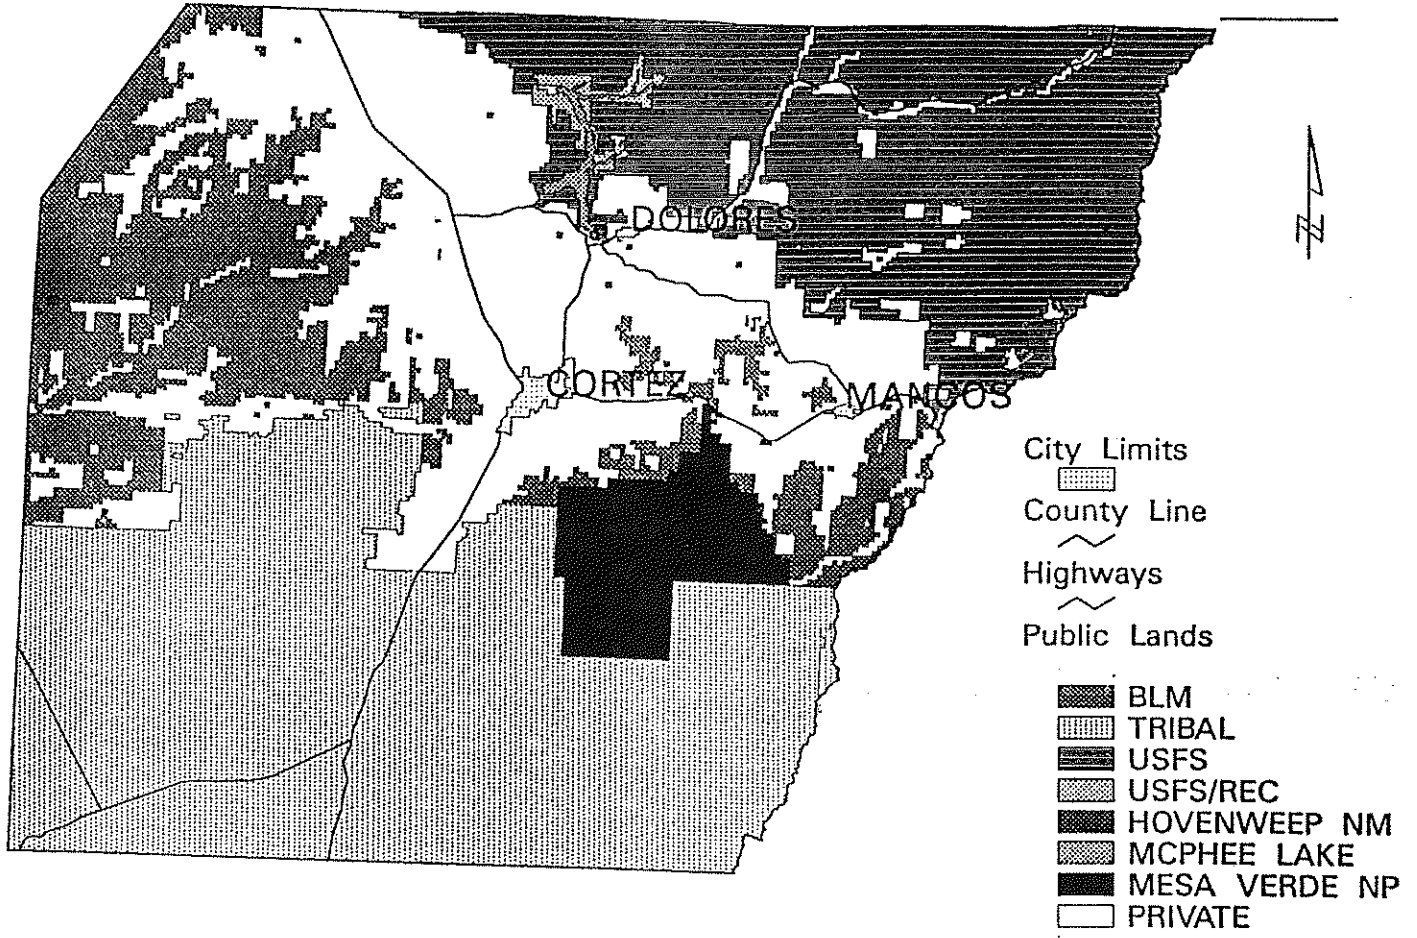 DOLORES
CORTEZ
MANCOS
City Limits
County Line
Highways
Public Lands
BLM
TRIBAL
USFS
USFS/REC
HOVENWEEP NM
MCPHEE LAKE
MESA VERDE NP
PRIVATE